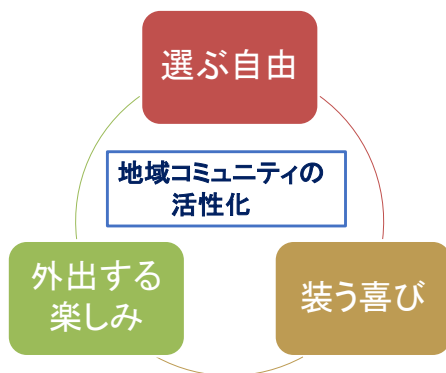 選ぶ自由
地域コミュニティの
活性化
外出する
楽しみ
装う喜び